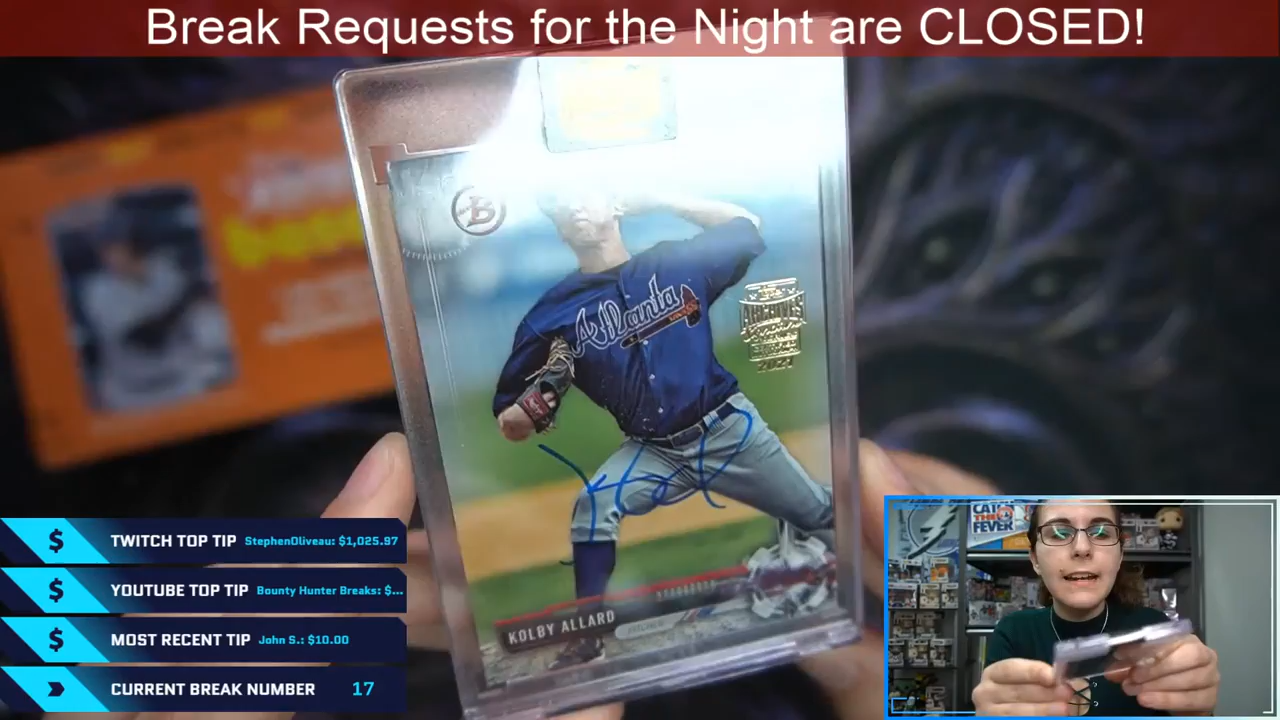 Break Requests for the Night are CLOSED!
B
Atlanta
ARCHIVES
2021
KOLBY ALLARD
PITCHER
TWITCH TOP TIP StephenOliveau: $1,025.97
YOUTUBE TOP TIP Bounty Hunter Breaks: $...
MOST RECENT TIP John S.: $10.00
CURRENT BREAK NUMBER 17
CATCH
THE
FEVER